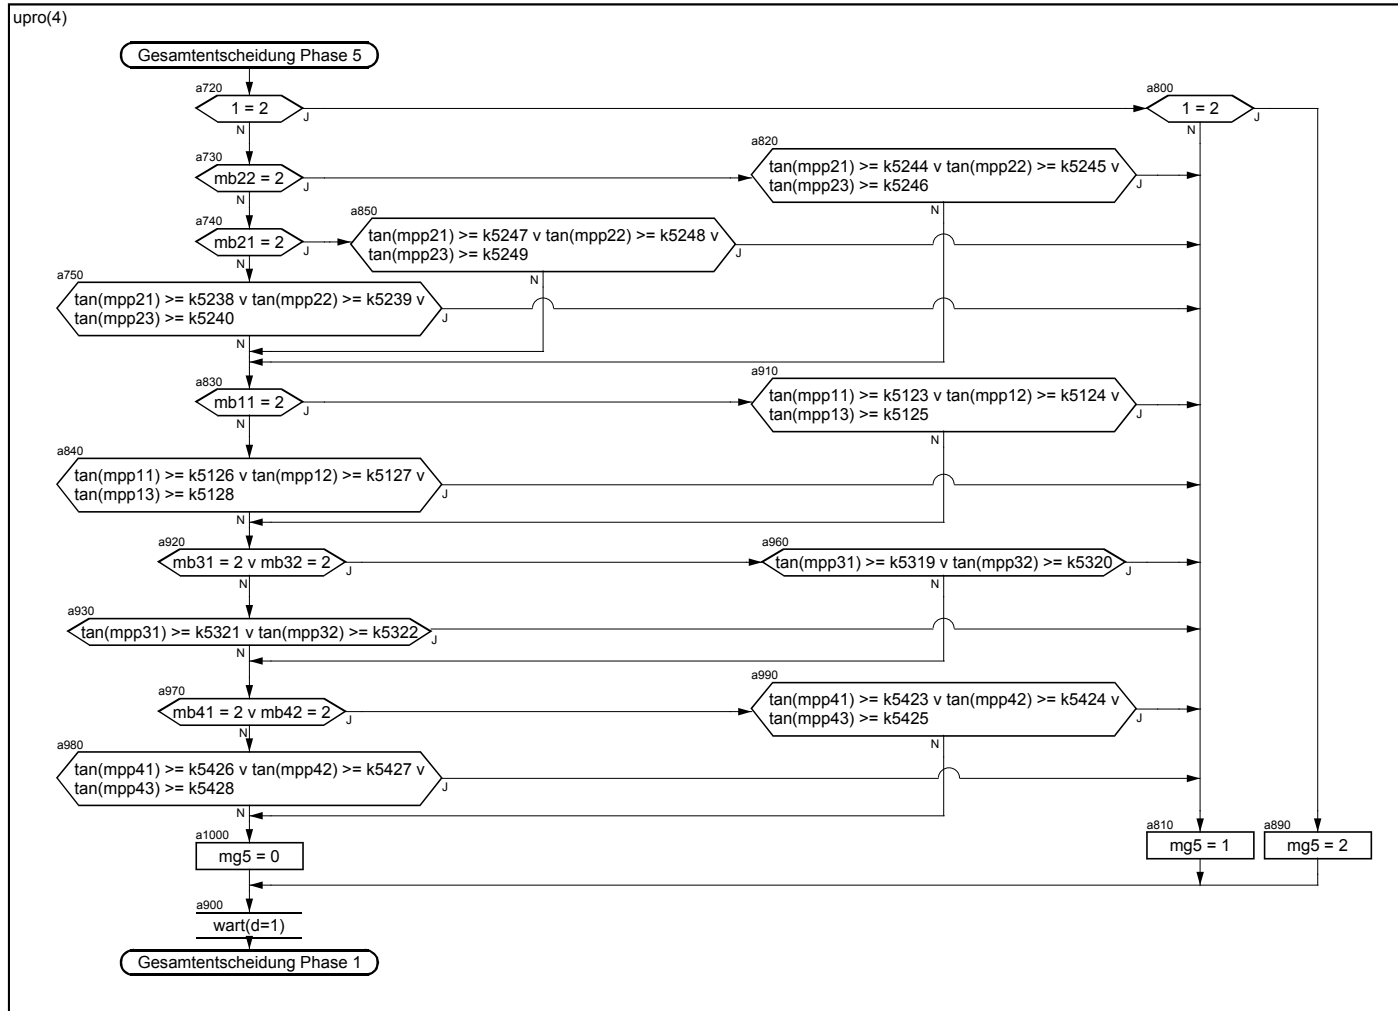 upro(4)
Gesamtentscheidung Phase 5
a720
1 = 2
J
N
a800
1 = 2
J
N
a730
mb22 = 2
J
N
a820
tan(mpp21) >= k5244 v tan(mpp22) >= k5245 v
tan(mpp23) >= k5246
J
N
a740
mb21 = 2
J
N
a850
tan(mpp21) >= k5247 v tan(mpp22) >= k5248 v
tan(mpp23) >= k5249
J
N
a750
tan(mpp21) >= k5238 v tan(mpp22) >= k5239 v
tan(mpp23) >= k5240
J
N
a830
mb11 = 2
J
N
a910
tan(mpp11) >= k5123 v tan(mpp12) >= k5124 v
tan(mpp13) >= k5125
J
N
a840
tan(mpp11) >= k5126 v tan(mpp12) >= k5127 v
tan(mpp13) >= k5128
J
N
a920
mb31 = 2 v mb32 = 2
J
N
a960
tan(mpp31) >= k5319 v tan(mpp32) >= k5320
J
N
a930
tan(mpp31) >= k5321 v tan(mpp32) >= k5322
J
N
a970
mb41 = 2 v mb42 = 2
J
N
a990
tan(mpp41) >= k5423 v tan(mpp42) >= k5424 v
tan(mpp43) >= k5425
J
N
a980
tan(mpp41) >= k5426 v tan(mpp42) >= k5427 v
tan(mpp43) >= k5428
J
N
a1000
mg5 = 0
a810
mg5 = 1
a890
mg5 = 2
a900
wart(d=1)
Gesamtentscheidung Phase 1